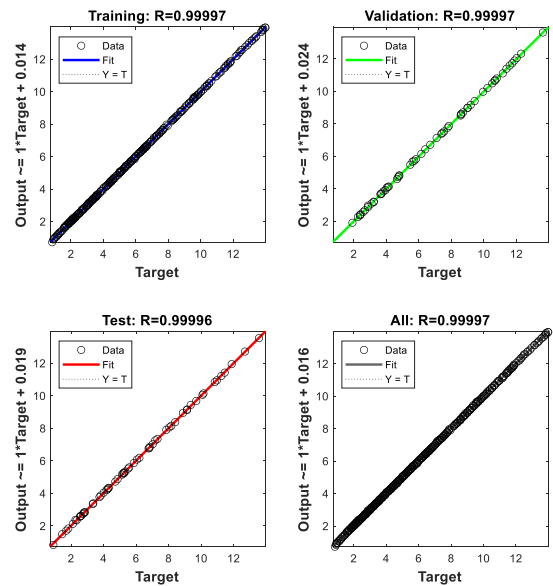 Training: R=0.99997
Output ~= 1*Target + 0.014
12
10
8
6
4
2
Data
Fit
Y = T
2 4 6 8 10 12
Target
Validation: R=0.99997
Output ~= 1*Target + 0.024
12
10
8
6
4
2
Data
Fit
Y = T
2 4 6 8 10 12
Target
Test: R=0.99996
Output ~= 1*Target + 0.019
12
10
8
6
4
2
Data
Fit
Y = T
2 4 6 8 10 12
Target
All: R=0.99997
Output ~= 1*Target + 0.016
12
10
8
6
4
2
Data
Fit
Y = T
2 4 6 8 10 12
Target